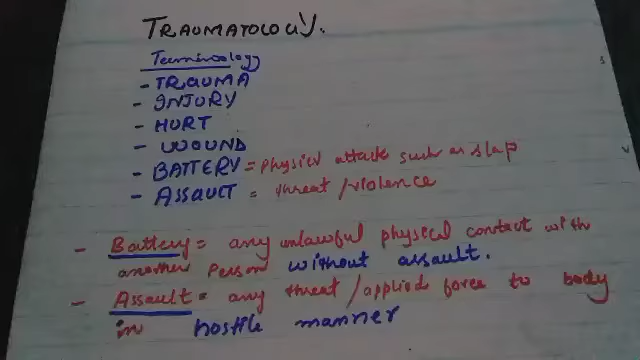 TRAUMATOLOGY.
Terminology
- TRAUMA
- INJURY
- HURT
- WOUND
- BATTERY = physical attack such as slap
- ASSAULT = threat/violence
- Battery = any unlawful physical contact with
another person without assault.
- Assault = any threat/applied force to body
in hostile manner